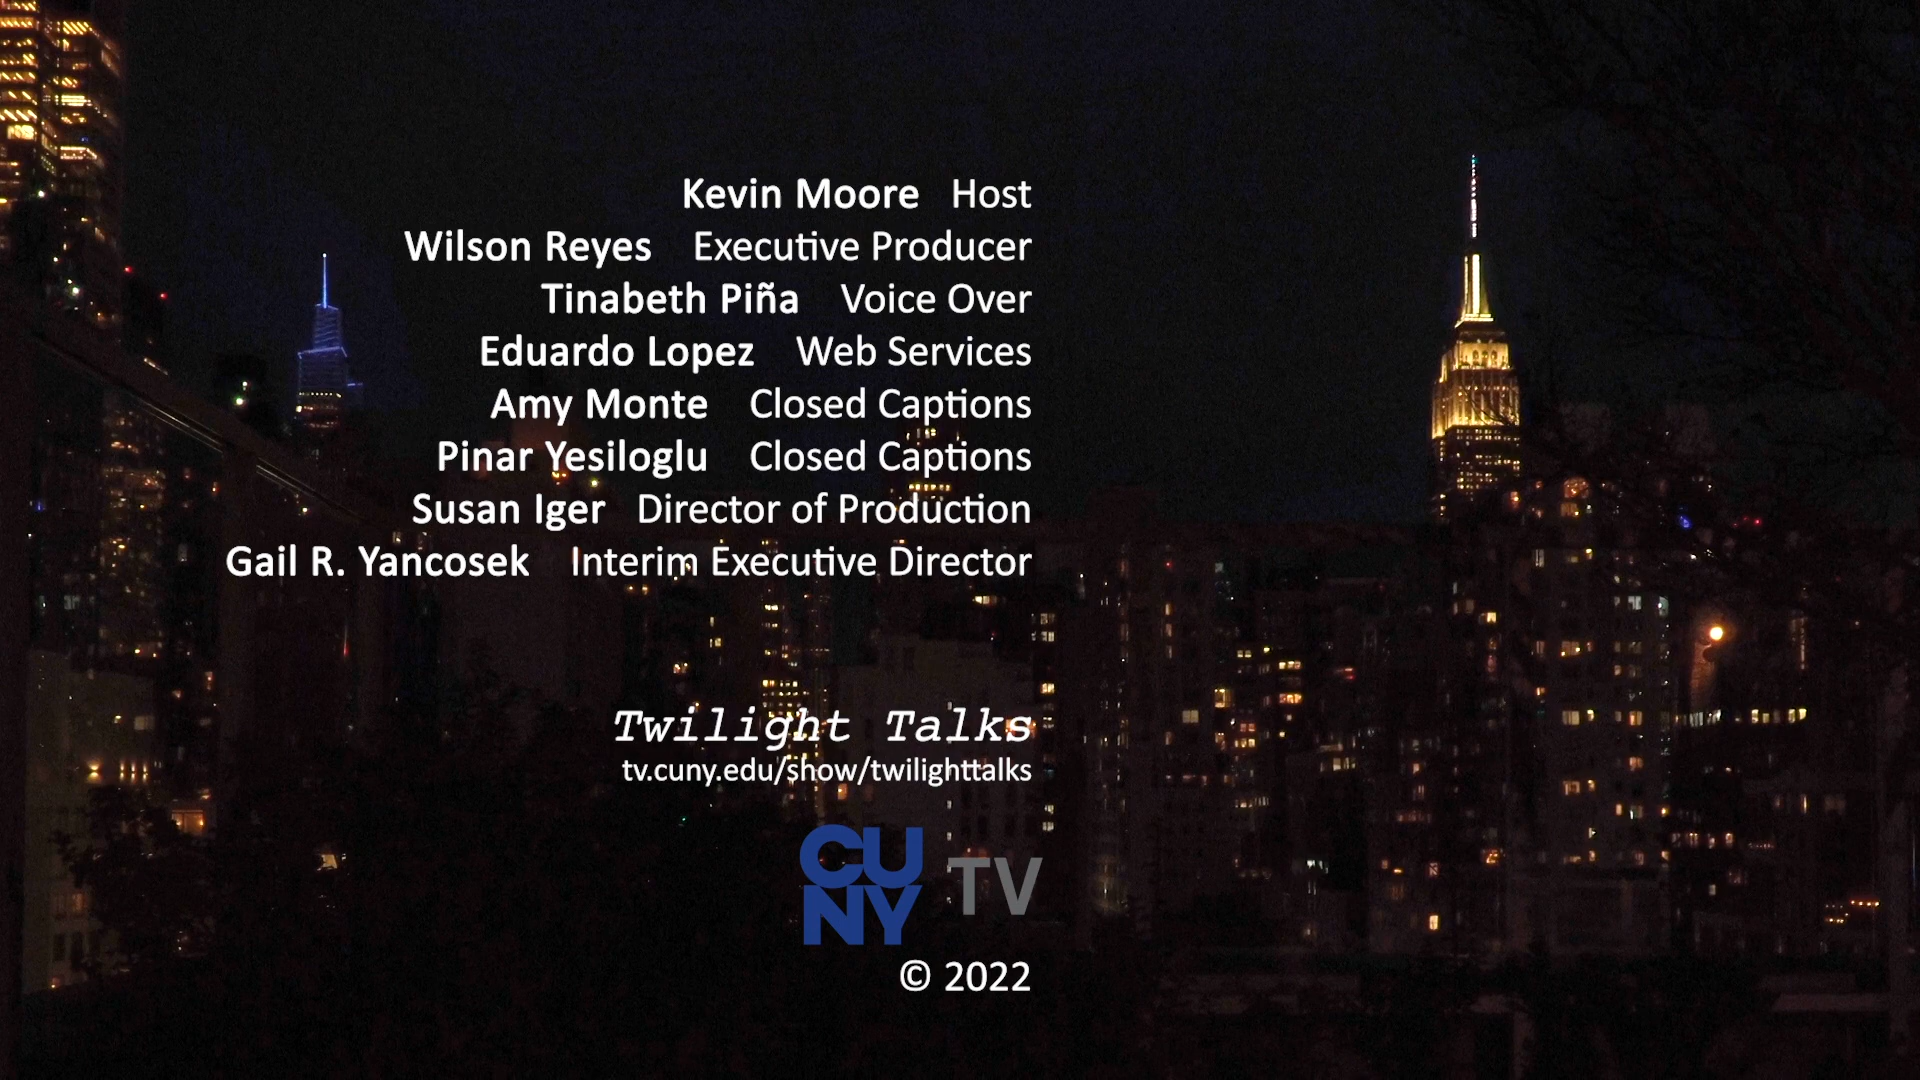 Kevin Moore Host
Wilson Reyes Executive Producer
Tinabeth Piña Voice Over
Eduardo Lopez Web Services
Amy Monte Closed Captions
Pinar Yesiloglu Closed Captions
Susan Iger Director of Production
Gail R. Yancosek Interim Executive Director
Twilight Talks
tv.cuny.edu/show/twilighttalks
CU
NY TV
© 2022